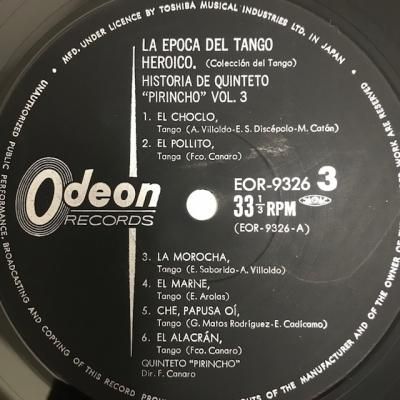 MFD. UNDER LICENCE BY TOSHIBA MUSICAL INDUSTRIES LTD. IN JAPAN
LA EPOCA DEL TANGO
HEROICO. (Colección del Tango)
HISTORIA DE QUINTETO
"PIRINCHO" VOL. 3
1. EL CHOCLO,
Tango (A. Villoldo-E. S. Discépolo-M. Catón)
2. EL POLLITO,
Tango (Fco. Canaro)
Odeon
RECORDS
EOR-9326 3
33 1/3 RPM
(EOR-9326-A)
3. LA MOROCHA,
Tango (E. Saborido-A. Villoldo)
4. EL MARNE,
Tango (E. Arolas)
5. CHE, PAPUSA OÍ,
Tango (G. Matos Rodriguez-E. Cadicamo)
6. EL ALACRÁN,
Tango (Fco. Canaro)
QUINTETO "PIRINCHO"
Dir. F. Canaro
UNAUTHORIZED PUBLIC PERFORMANCE, BROADCASTING AND COPYING OF THIS RECORD
OF THE MANUFACTURER AND OF THE OWNER OF THE
WORK ARE RESERVED